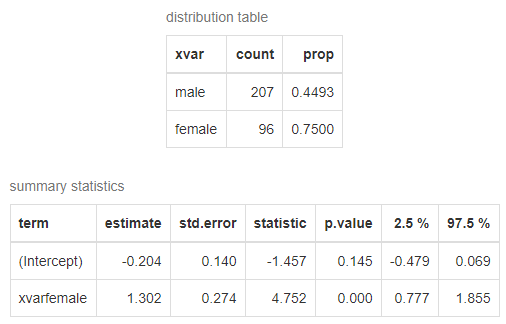 distribution table
xvar count prop
male 207 0.4493
female 96 0.7500
summary statistics
term estimate std.error statistic p.value 2.5 % 97.5 %
(Intercept) -0.204 0.140 -1.457 0.145 -0.479 0.069
xvarfemale 1.302 0.274 4.752 0.000 0.777 1.855